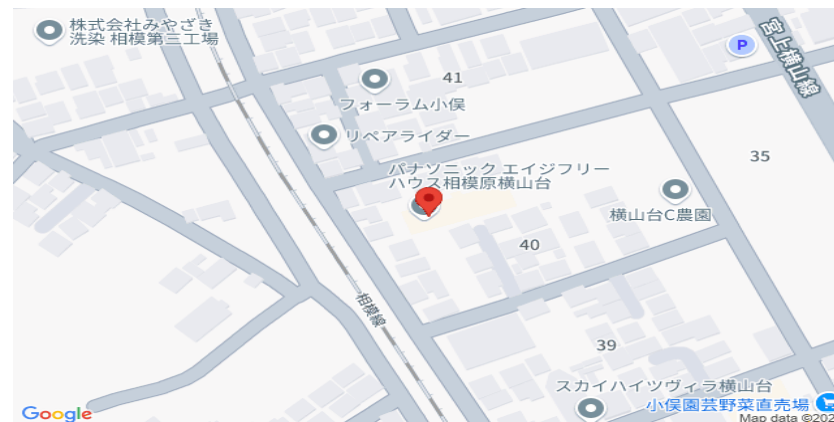 株式会社みやざき
洗染 相模第三工場
フォーラム小俣
41
P
宮上横山線
リペアライダー
35
パナソニック エイジフリー
ハウス相模原横山台
横山台C農園
40
相模線
39
スカイハイツヴィラ横山台
小俣園芸野菜直売場
Google
Map data ©202